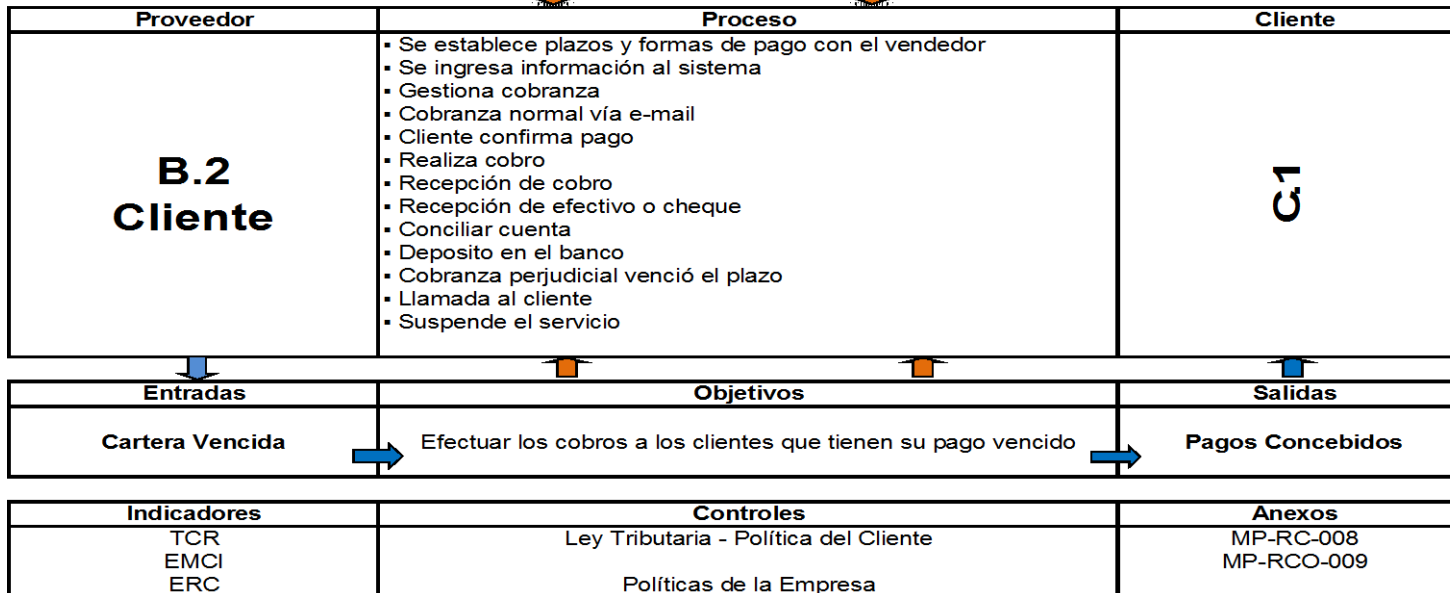 Proveedor
Proceso
Cliente
B.2
Cliente
▪ Se establece plazos y formas de pago con el vendedor
▪ Se ingresa información al sistema
▪ Gestiona cobranza
▪ Cobranza normal vía e-mail
▪ Cliente confirma pago
▪ Realiza cobro
▪ Recepción de cobro
▪ Recepción de efectivo o cheque
▪ Conciliar cuenta
▪ Deposito en el banco
▪ Cobranza perjudicial venció el plazo
▪ Llamada al cliente
▪ Suspende el servicio
C.1
Entradas
Objetivos
Salidas
Cartera Vencida
Efectuar los cobros a los clientes que tienen su pago vencido
Pagos Concebidos
Indicadores
Controles
Anexos
TCR
EMCI
ERC
Ley Tributaria - Política del Cliente
Políticas de la Empresa
MP-RC-008
MP-RCO-009